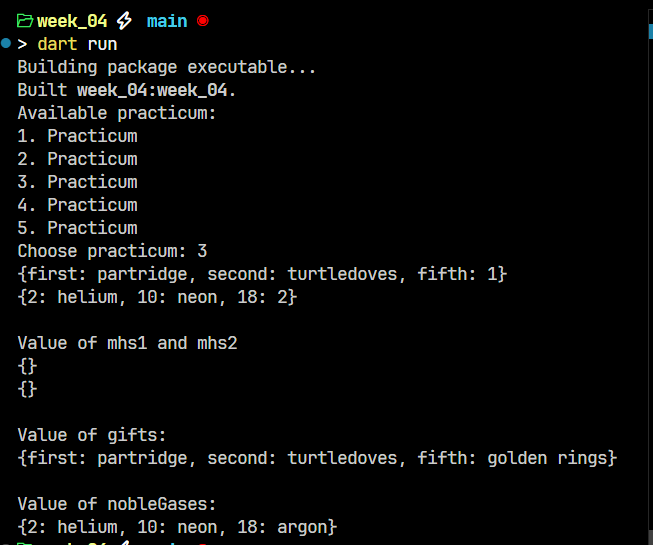 week_04 main
> dart run
Building package executable...
Built week_04:week_04.
Available practicum:
1. Practicum
2. Practicum
3. Practicum
4. Practicum
5. Practicum
Choose practicum: 3
{first: partridge, second: turtledoves, fifth: 1}
{2: helium, 10: neon, 18: 2}
Value of mhs1 and mhs2
{}
{}
Value of gifts:
{first: partridge, second: turtledoves, fifth: golden rings}
Value of nobleGases:
{2: helium, 10: neon, 18: argon}